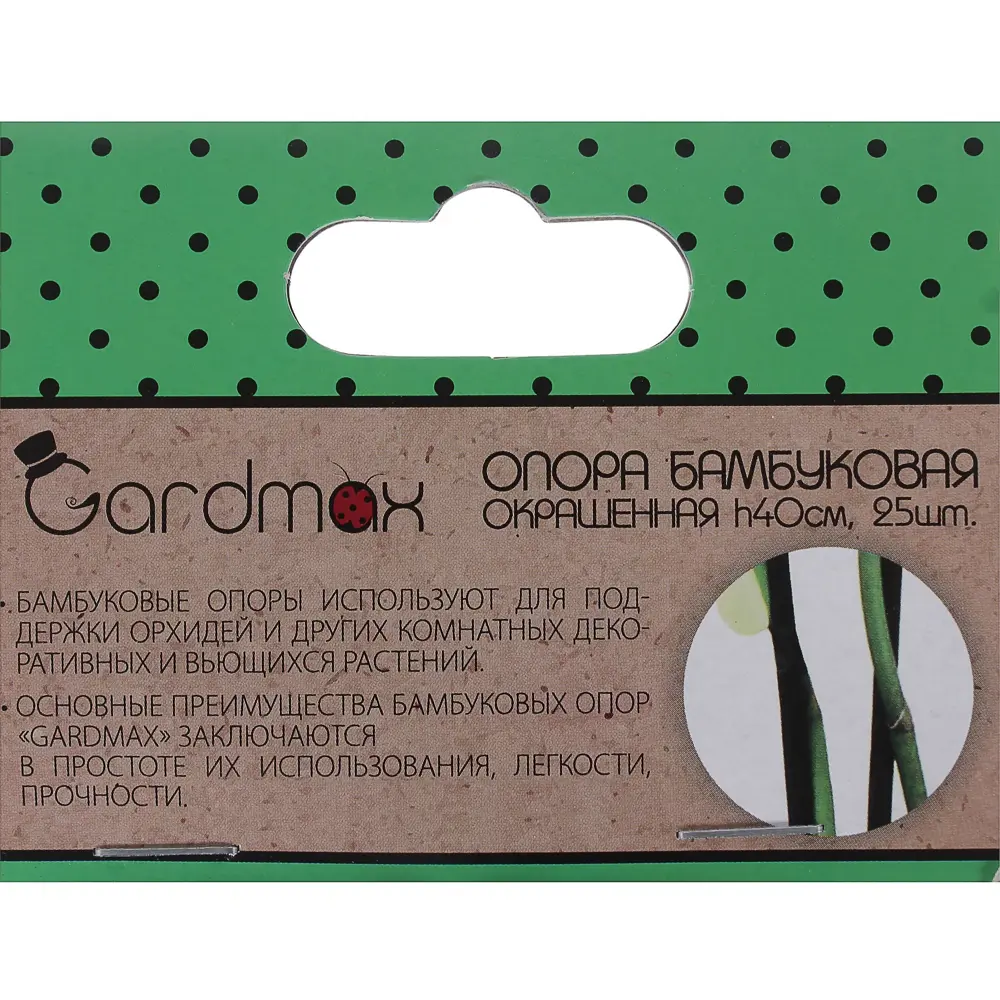 Gardmax
ОПОРА БАМБУКОВАЯ
ОКРАШЕННАЯ h40см, 25шт.
• БАМБУКОВЫЕ ОПОРЫ ИСПОЛЬЗУЮТ ДЛЯ ПОД-
ДЕРЖКИ ОРХИДЕЙ И ДРУГИХ КОМНАТНЫХ ДЕКО-
РАТИВНЫХ И ВЬЮЩИХСЯ РАСТЕНИЙ.
• ОСНОВНЫЕ ПРЕИМУЩЕСТВА БАМБУКОВЫХ ОПОР
«GARDMAX» ЗАКЛЮЧАЮТСЯ
В ПРОСТОТЕ ИХ ИСПОЛЬЗОВАНИЯ, ЛЕГКОСТИ,
ПРОЧНОСТИ.